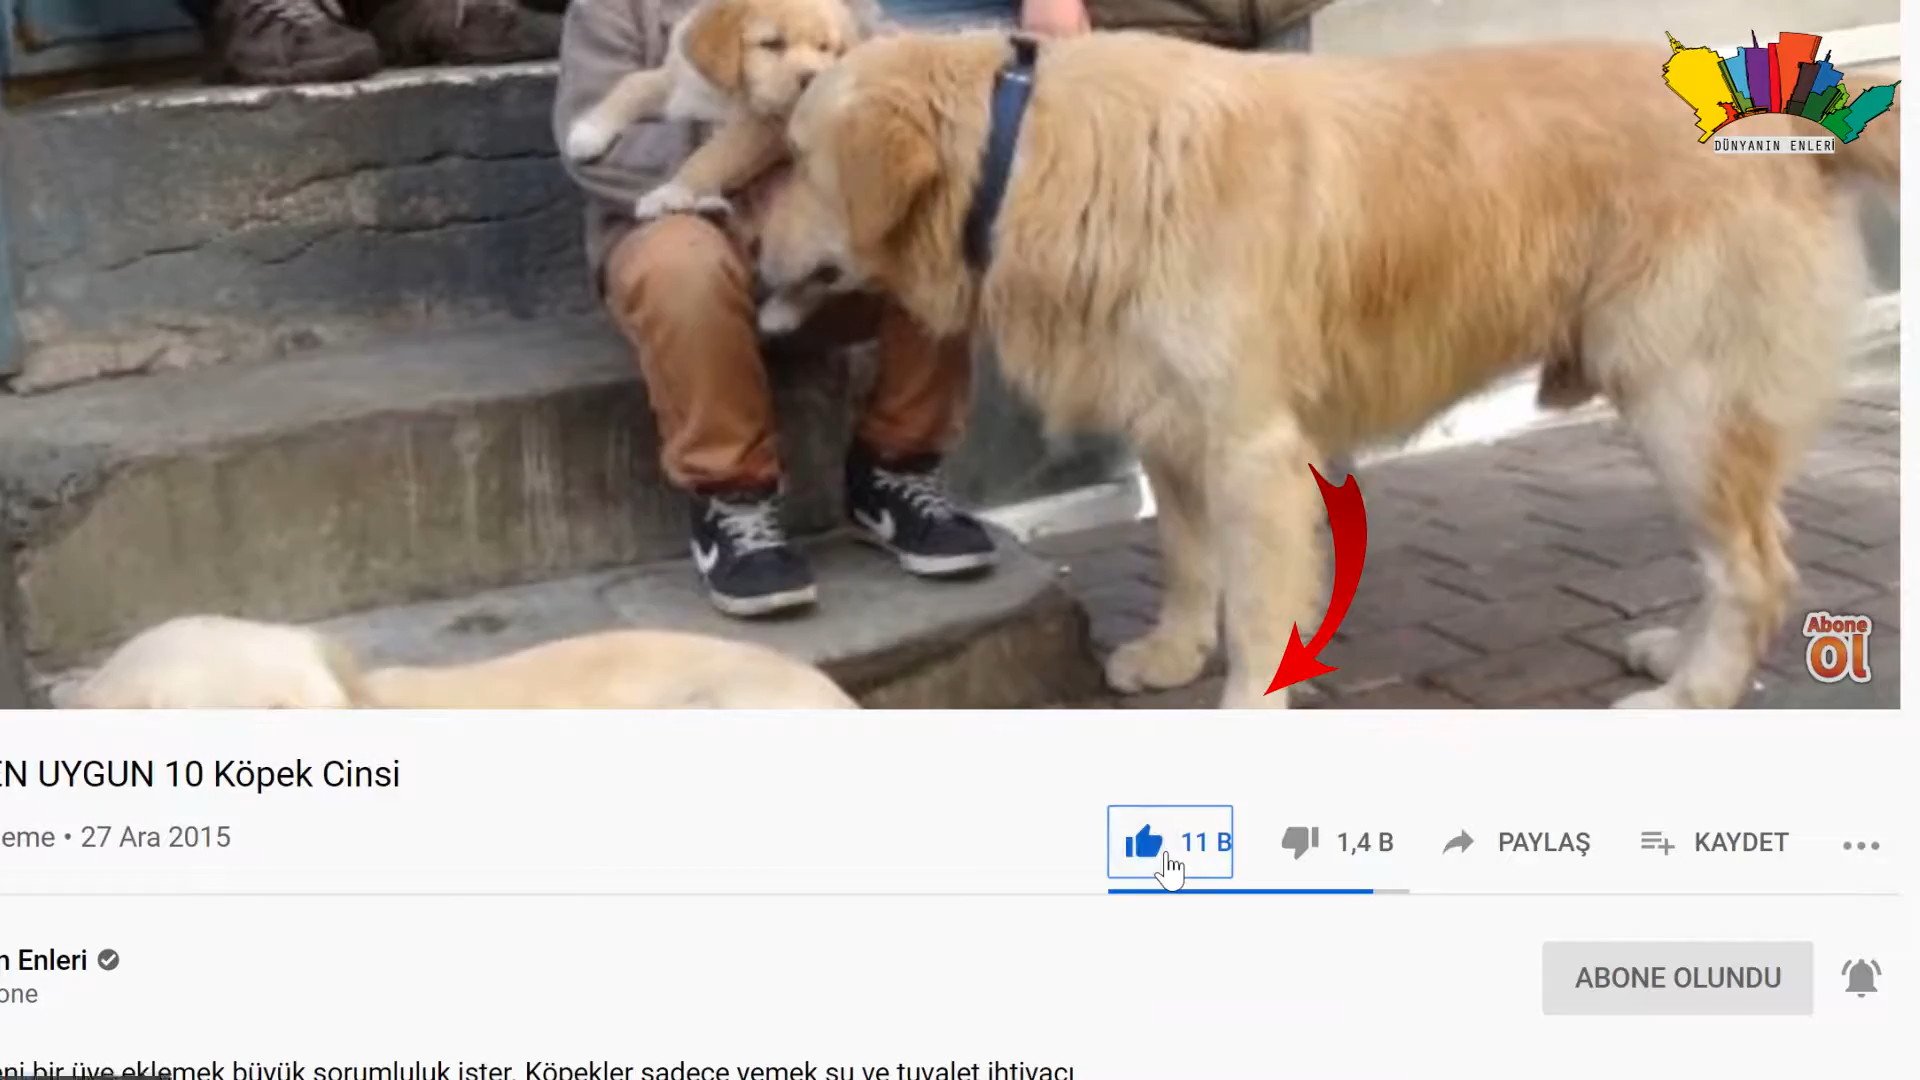 DÜNYANIN ENLERİ
Abone
Ol
EN UYGUN 10 Köpek Cinsi
eme • 27 Ara 2015
11 B
1,4 B
PAYLAŞ
KAYDET
n Enleri
one
ABONE OLUNDU
eni bir üye eklemek büyük sorumluluk ister. Köpekler sadece yemek su ve tuvalet ihtiyacı